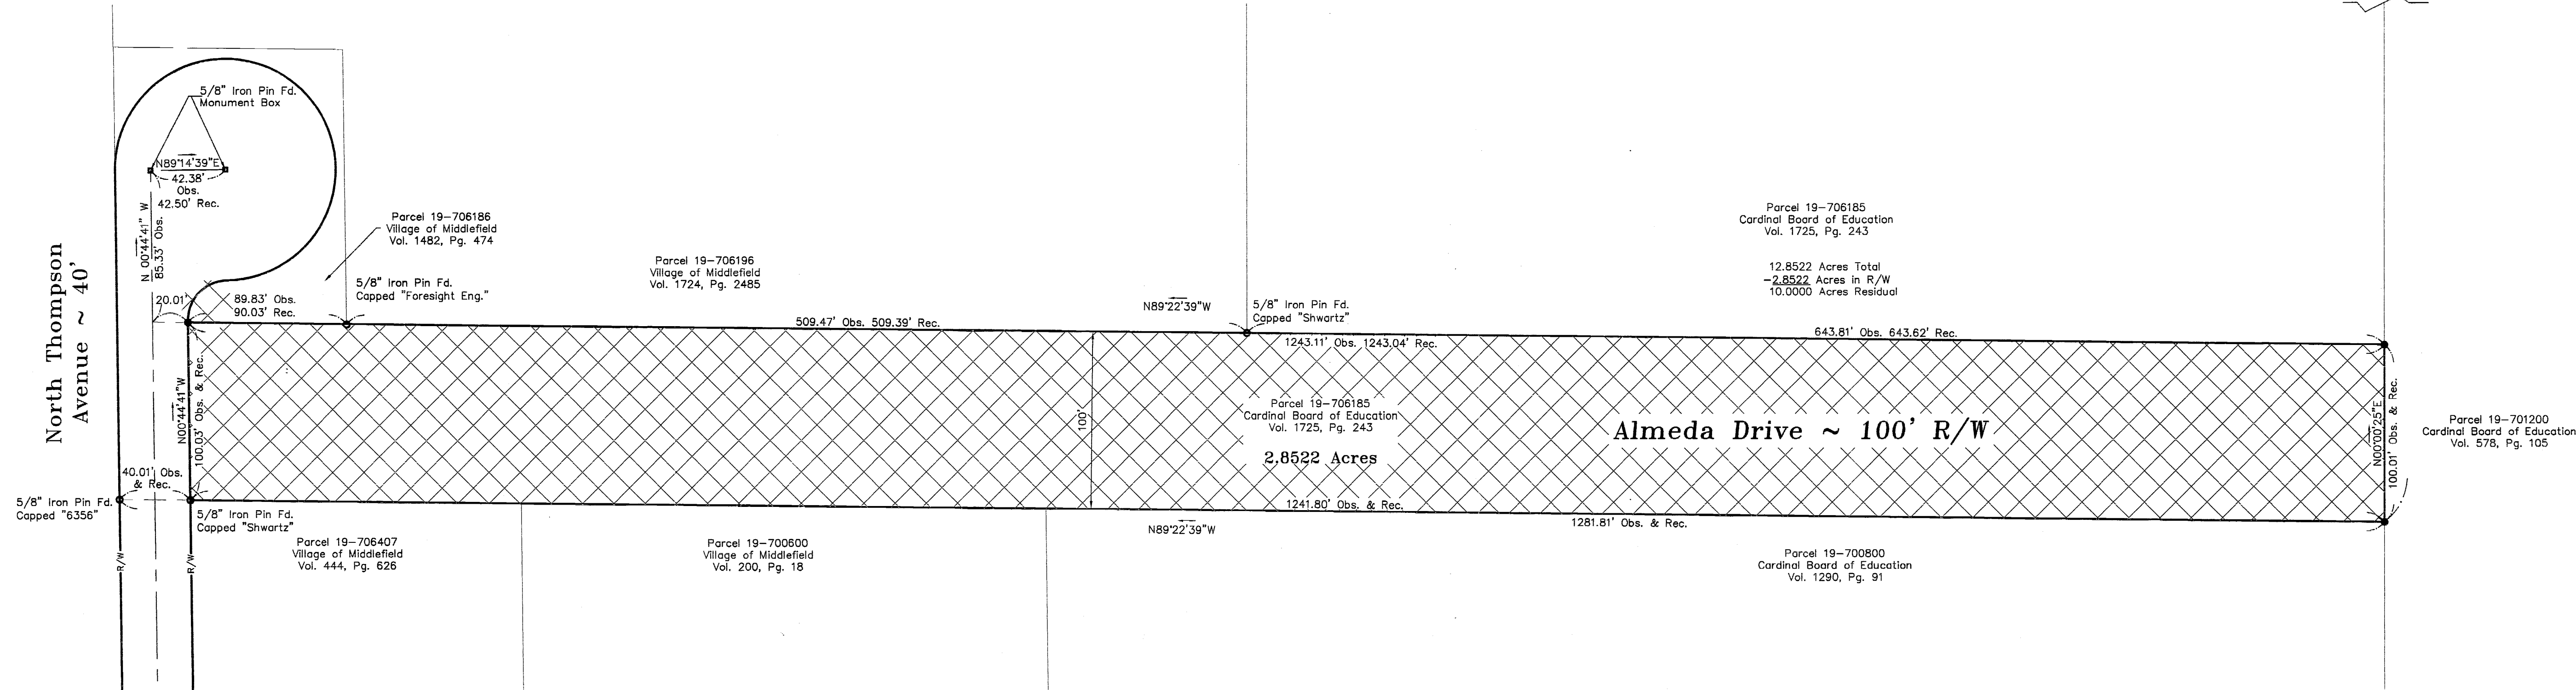 5/8" Iron Pin Fd.
Monument Box
N89°14'39"E
42.38'
Obs.
42.50' Rec.
N 00°44'41" W
85.33' Obs.
North Thompson
Avenue ~ 40'
Parcel 19-706186
Village of Middlefield
Vol. 1482, Pg. 474
Parcel 19-706196
Village of Middlefield
Vol. 1724, Pg. 2485
Parcel 19-706185
Cardinal Board of Education
Vol. 1725, Pg. 243
12.8522 Acres Total
-2.8522 Acres in R/W
10.0000 Acres Residual
20.01'
89.83' Obs.
90.03' Rec.
5/8" Iron Pin Fd.
Capped "Foresight Eng."
N89°22'39"W
5/8" Iron Pin Fd.
Capped "Shwartz"
509.47' Obs. 509.39' Rec.
643.81' Obs. 643.62' Rec.
1243.11' Obs. 1243.04' Rec.
N00°44'41"W
100.03' Obs. & Rec.
100'
Parcel 19-706185
Cardinal Board of Education
Vol. 1725, Pg. 243
2.8522 Acres
Almeda Drive ~ 100' R/W
N00°00'25"E
100.01' Obs. & Rec.
Parcel 19-701200
Cardinal Board of Education
Vol. 578, Pg. 105
40.01' Obs.
& Rec.
5/8" Iron Pin Fd.
Capped "6356"
5/8" Iron Pin Fd.
Capped "Shwartz"
1241.80' Obs. & Rec.
N89°22'39"W
1281.81' Obs. & Rec.
R/W
R/W
Parcel 19-706407
Village of Middlefield
Vol. 444, Pg. 626
Parcel 19-700600
Village of Middlefield
Vol. 200, Pg. 18
Parcel 19-700800
Cardinal Board of Education
Vol. 1290, Pg. 91